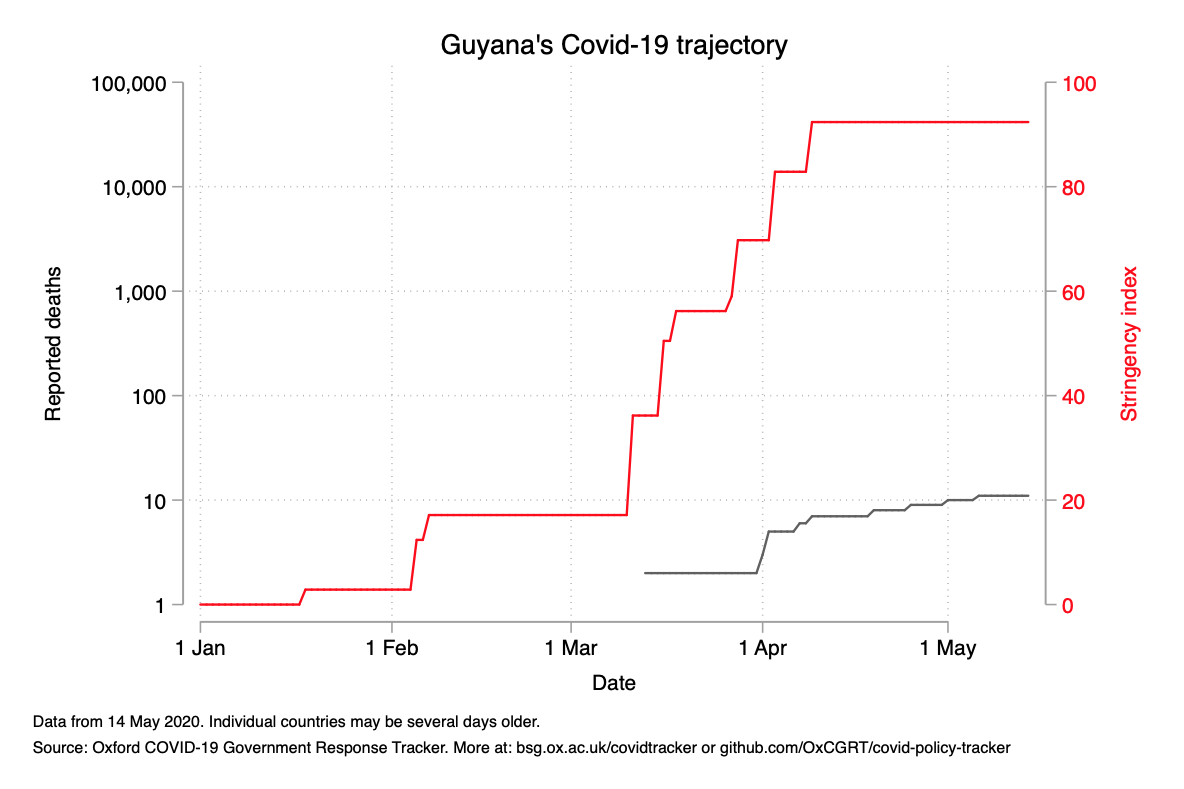 Guyana's Covid-19 trajectory
100,000
10,000
1,000
100
10
1
Reported deaths
100
80
60
40
20
0
Stringency index
1 Jan
1 Feb
1 Mar
1 Apr
1 May
Date
Data from 14 May 2020. Individual countries may be several days older.
Source: Oxford COVID-19 Government Response Tracker. More at: bsg.ox.ac.uk/covidtracker or github.com/OxCGRT/covid-policy-tracker